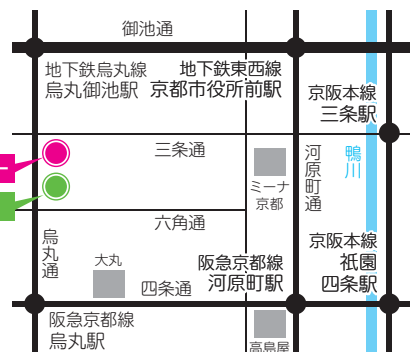 御池通
地下鉄烏丸線
烏丸御池駅
地下鉄東西線
京都市役所前駅
京阪本線
三条駅
三条通
ミーナ
京都
河原町通
鴨川
六角通
烏丸通
大丸
四条通
阪急京都線
河原町駅
京阪本線
祇園
四条駅
阪急京都線
烏丸駅
高島屋